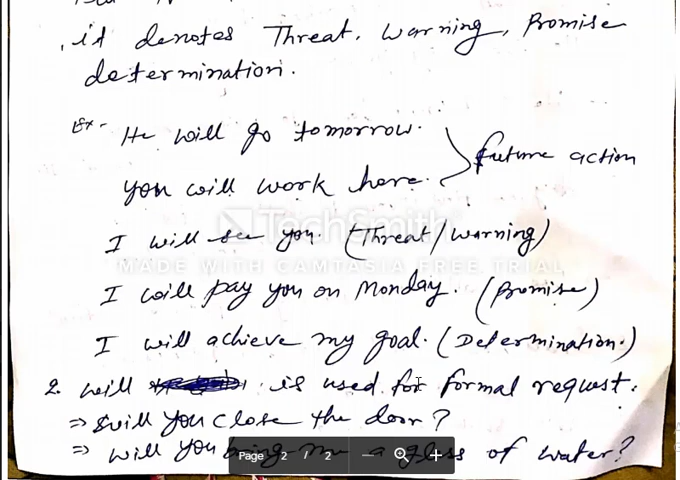 it denotes Threat, Warning, Promise
determination.
Ex- He will go tomorrow.
You will work here.
future action
I will see you. (Threat/Warning)
I will pay you on Monday. (Promise)
I will achieve my goal. (Determination.)
2. will is used for formal request.
⇒ will you close the door?
⇒ will you bring me a glass of water?
TechSmith
MADE WITH CAMTASIA FREE TRIAL
Page 2 / 2